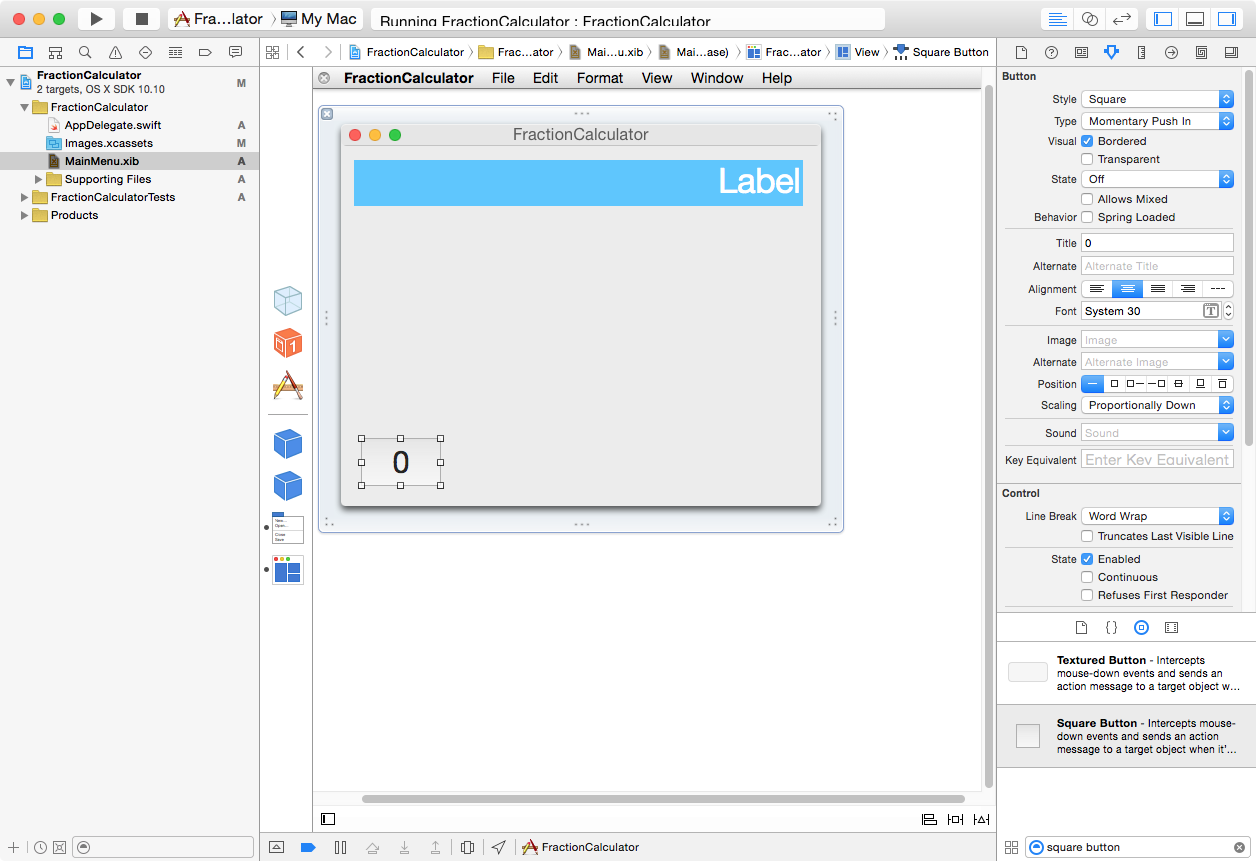 Fra...lator My Mac Running FractionCalculator : FractionCalculator
FractionCalculator Frac...ator Mai...u.xib Mai...ase) Frac...ator View Square Button
FractionCalculator
2 targets, OS X SDK 10.10
M
FractionCalculator
AppDelegate.swift A
Images.xcassets M
MainMenu.xib A
Supporting Files A
FractionCalculatorTests A
Products
FractionCalculator File Edit Format View Window Help
FractionCalculator
Label
0
Button
Style Square
Type Momentary Push In
Visual Bordered
Transparent
State Off
Allows Mixed
Behavior Spring Loaded
Title 0
Alternate Alternate Title
Alignment
Font System 30 T
Image Image
Alternate Alternate Image
Position
Scaling Proportionally Down
Sound Sound
Key Equivalent Enter Key Equivalent
Control
Line Break Word Wrap
Truncates Last Visible Line
State Enabled
Continuous
Refuses First Responder
Textured Button - Intercepts
mouse-down events and sends an
action message to a target object w...
Square Button - Intercepts mouse-
down events and sends an action
message to a target object when it'...
FractionCalculator
square button